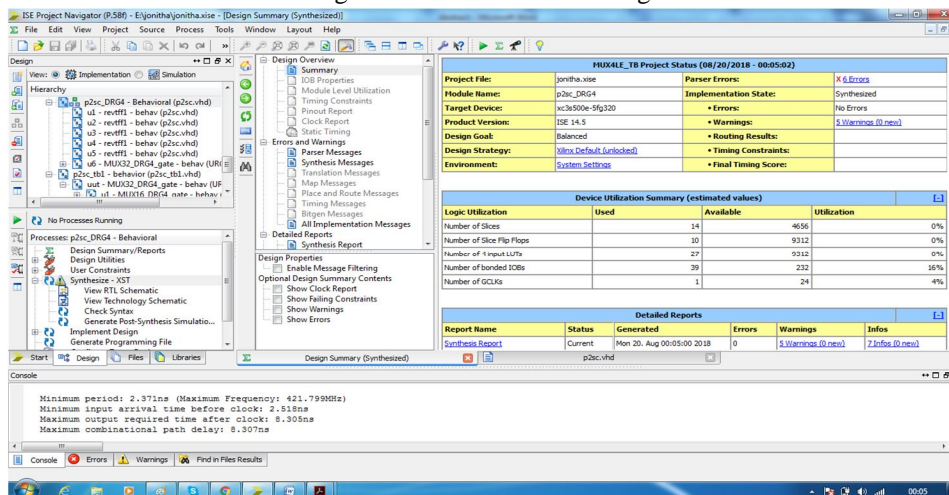 ISE Project Navigator (P.58f) - E:\jonitha\jonitha.xise - [Design Summary (Synthesized)]
File Edit View Project Source Process Tools Window Layout Help
Design
View: Implementation Simulation
Hierarchy
p2sc_DRG4 - Behavioral (p2sc.vhd)
u1 - revtff1 - behav (p2sc.vhd)
u2 - revtff1 - behav (p2sc.vhd)
u3 - revtff1 - behav (p2sc.vhd)
u4 - revtff1 - behav (p2sc.vhd)
u5 - revtff1 - behav (p2sc.vhd)
u6 - MUX32_DRG4_gate - behav (UR
p2sc_tb1 - behavior (p2sc_tb1.vhd)
uut - MUX32_DRG4_gate - behav (UF
u1 - MUX16_DRG4_gate - behav
No Processes Running
Processes: p2sc_DRG4 - Behavioral
Design Summary/Reports
Design Utilities
User Constraints
Synthesize - XST
View RTL Schematic
View Technology Schematic
Check Syntax
Generate Post-Synthesis Simulatio...
Implement Design
Generate Programming File
Start Design Files Libraries
Design Overview
Summary
IOB Properties
Module Level Utilization
Timing Constraints
Pinout Report
Clock Report
Static Timing
Errors and Warnings
Parser Messages
Synthesis Messages
Translation Messages
Map Messages
Place and Route Messages
Timing Messages
Bitgen Messages
All Implementation Messages
Detailed Reports
Synthesis Report
Design Properties
Enable Message Filtering
Optional Design Summary Contents
Show Clock Report
Show Failing Constraints
Show Warnings
Show Errors
MUX4LE_TB Project Status (08/20/2018 - 00:05:02)
Project File: jonitha.xise Parser Errors: X 6 Errors
Module Name: p2sc_DRG4 Implementation State: Synthesized
Target Device: xc3s500e-5fg320 • Errors: No Errors
Product Version: ISE 14.5 • Warnings: 5 Warnings (0 new)
Design Goal: Balanced • Routing Results:
Design Strategy: Xilinx Default (unlocked) • Timing Constraints:
Environment: System Settings • Final Timing Score:
Device Utilization Summary (estimated values) [-]
Logic Utilization Used Available Utilization
Number of Slices 14 4656 0%
Number of Slice Flip Flops 10 9312 0%
Number of 4 input LUTs 27 9312 0%
Number of bonded IOBs 39 232 16%
Number of GCLKs 1 24 4%
Detailed Reports [-]
Report Name Status Generated Errors Warnings Infos
Synthesis Report Current Mon 20. Aug 00:05:00 2018 0 5 Warnings (0 new) 7 Infos (0 new)
Design Summary (Synthesized) p2sc.vhd
Console
Minimum period: 2.371ns (Maximum Frequency: 421.799MHz)
Minimum input arrival time before clock: 2.518ns
Maximum output required time after clock: 8.305ns
Maximum combinational path delay: 8.307ns
Console Errors Warnings Find in Files Results
00:05